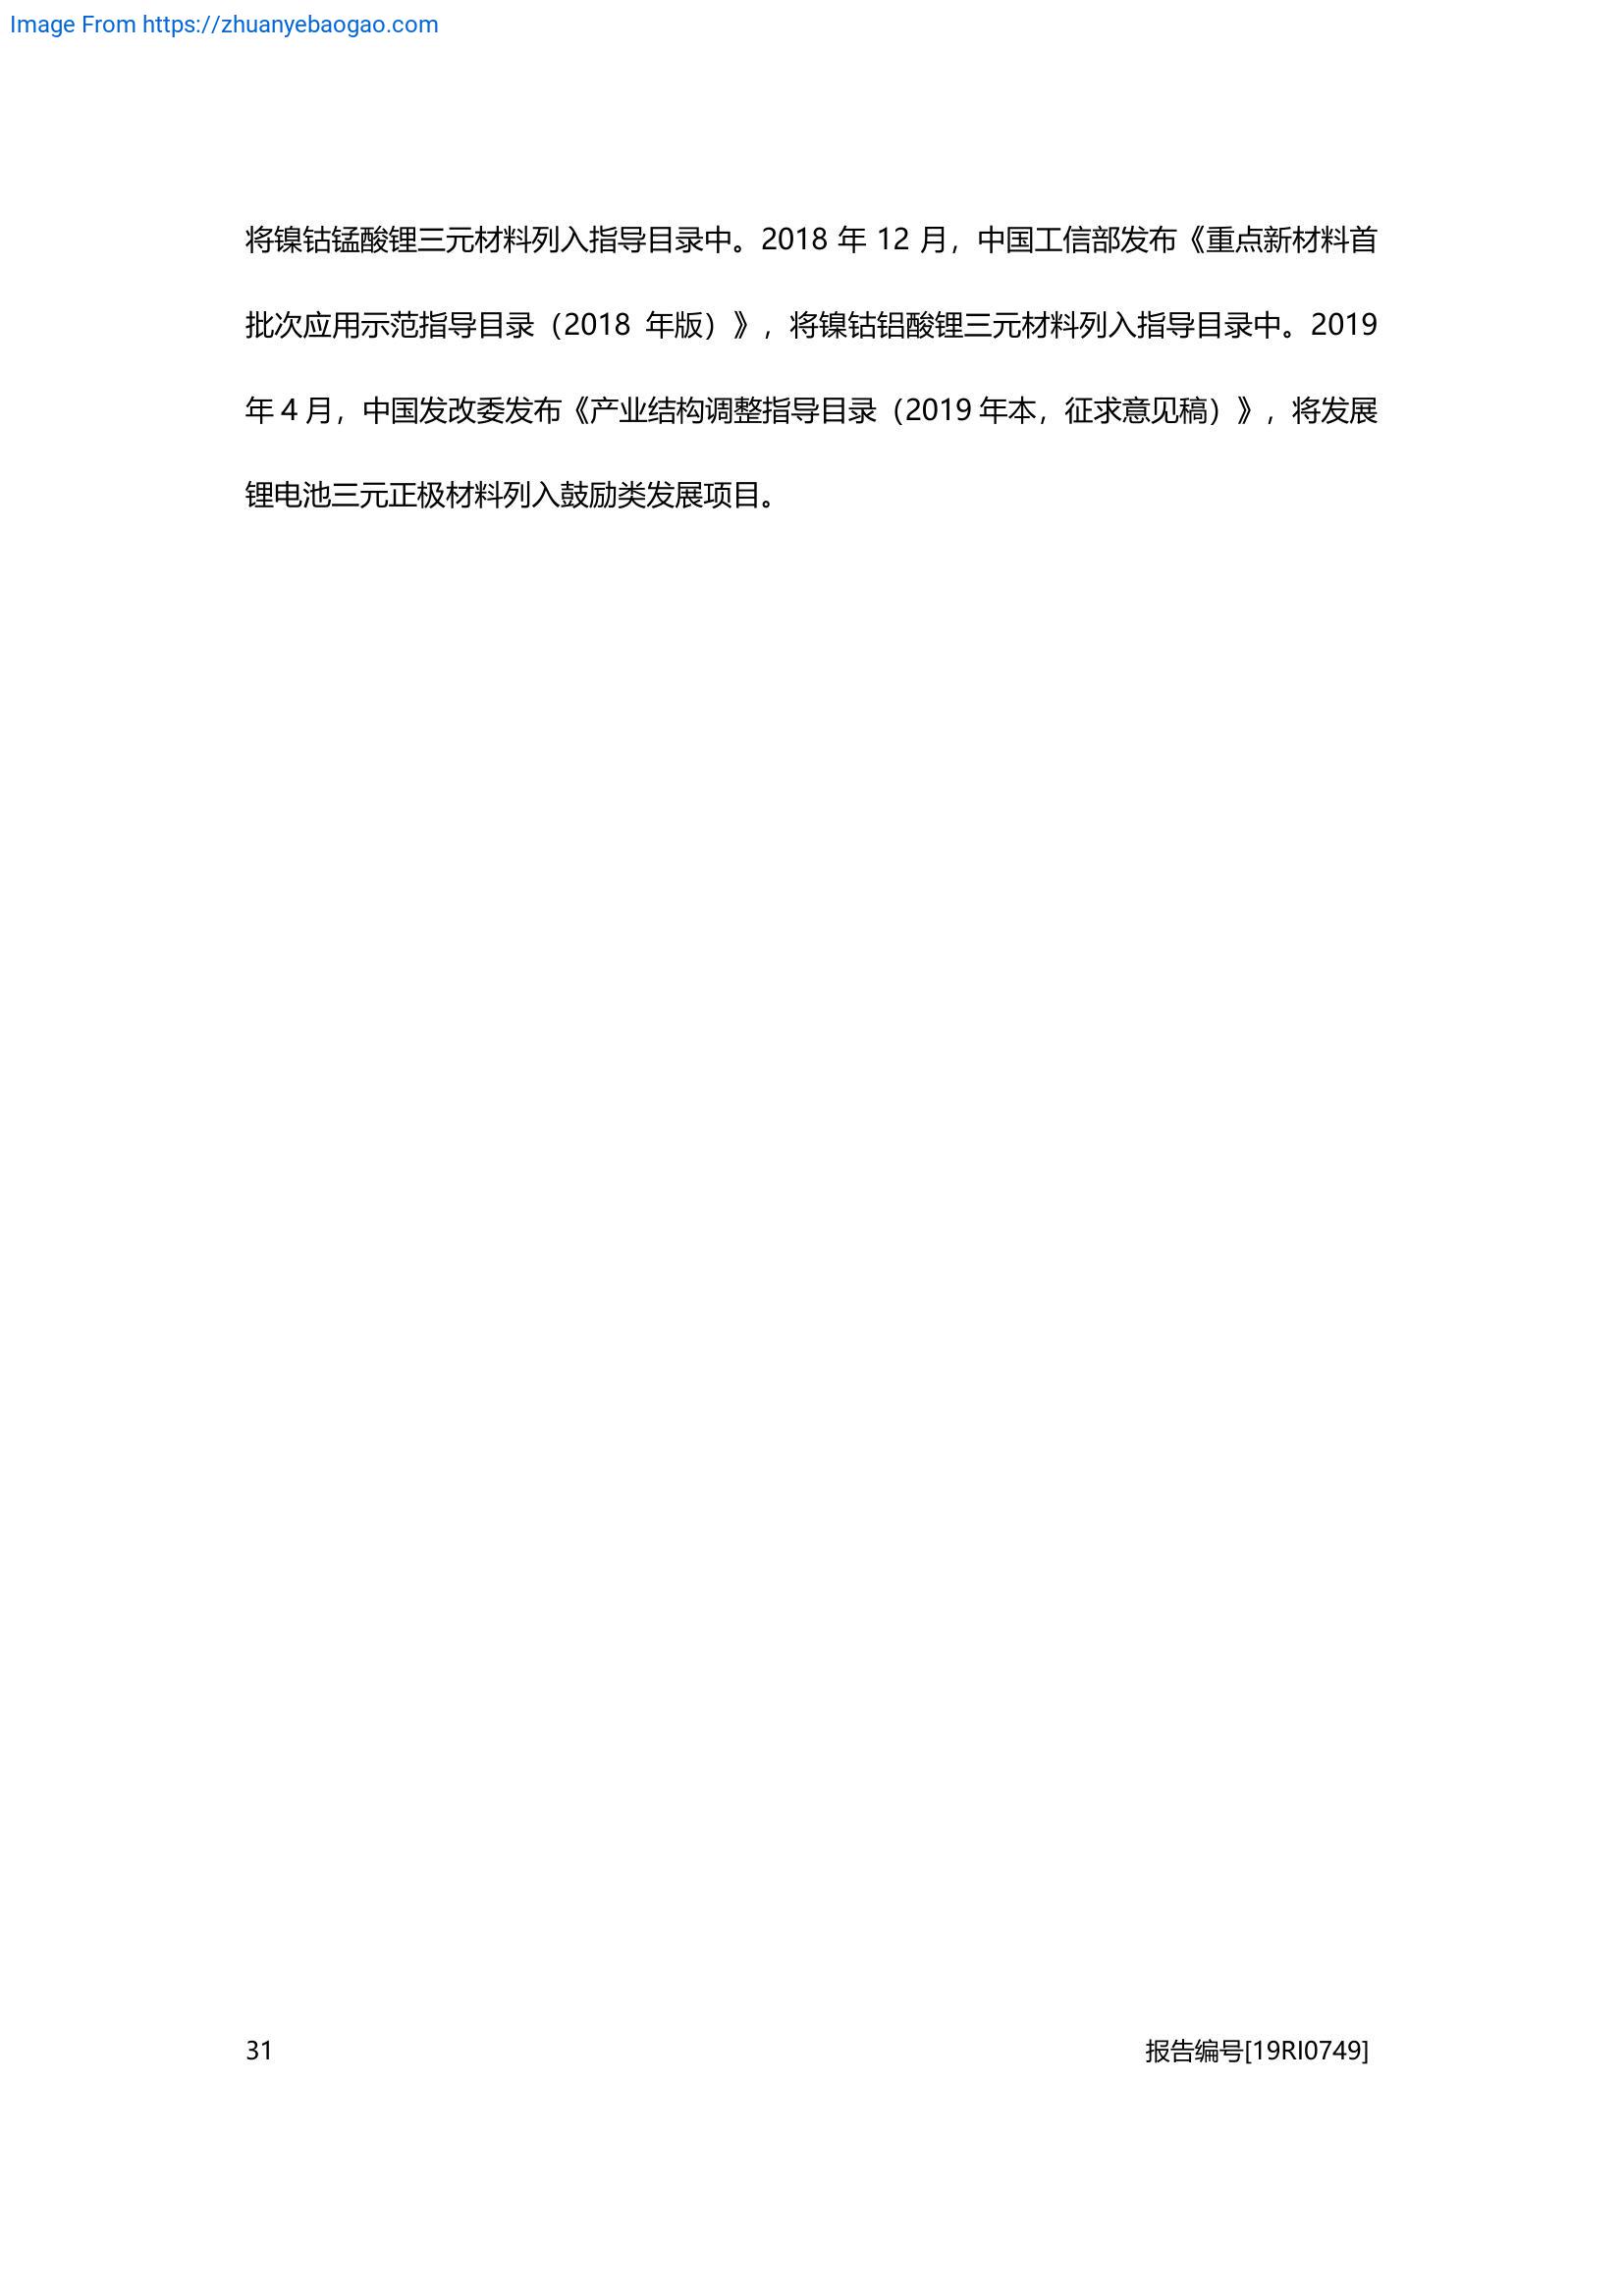 Image From https://zhuanyebaogao.com
将镍钴锰酸锂三元材料列入指导目录中。2018 年 12 月，中国工信部发布《重点新材料首
批次应用示范指导目录（2018 年版）》，将镍钴铝酸锂三元材料列入指导目录中。2019
年 4 月，中国发改委发布《产业结构调整指导目录（2019 年本，征求意见稿）》，将发展
锂电池三元正极材料列入鼓励类发展项目。
31 报告编号[19RI0749]